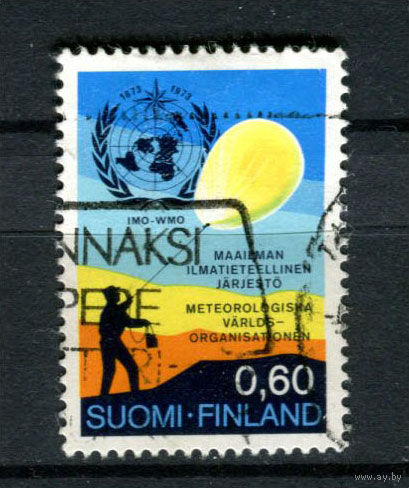 1873 1973
IMO-WMO
NNAKSI
MAAILMAN
ILMATIETEELLINEN
JÄRJESTÖ
PERE
METEOROLOGISKA
VÄRLDS-
ORGANISATIONEN
0,60
SUOMI·FINLAND
www.ay.by